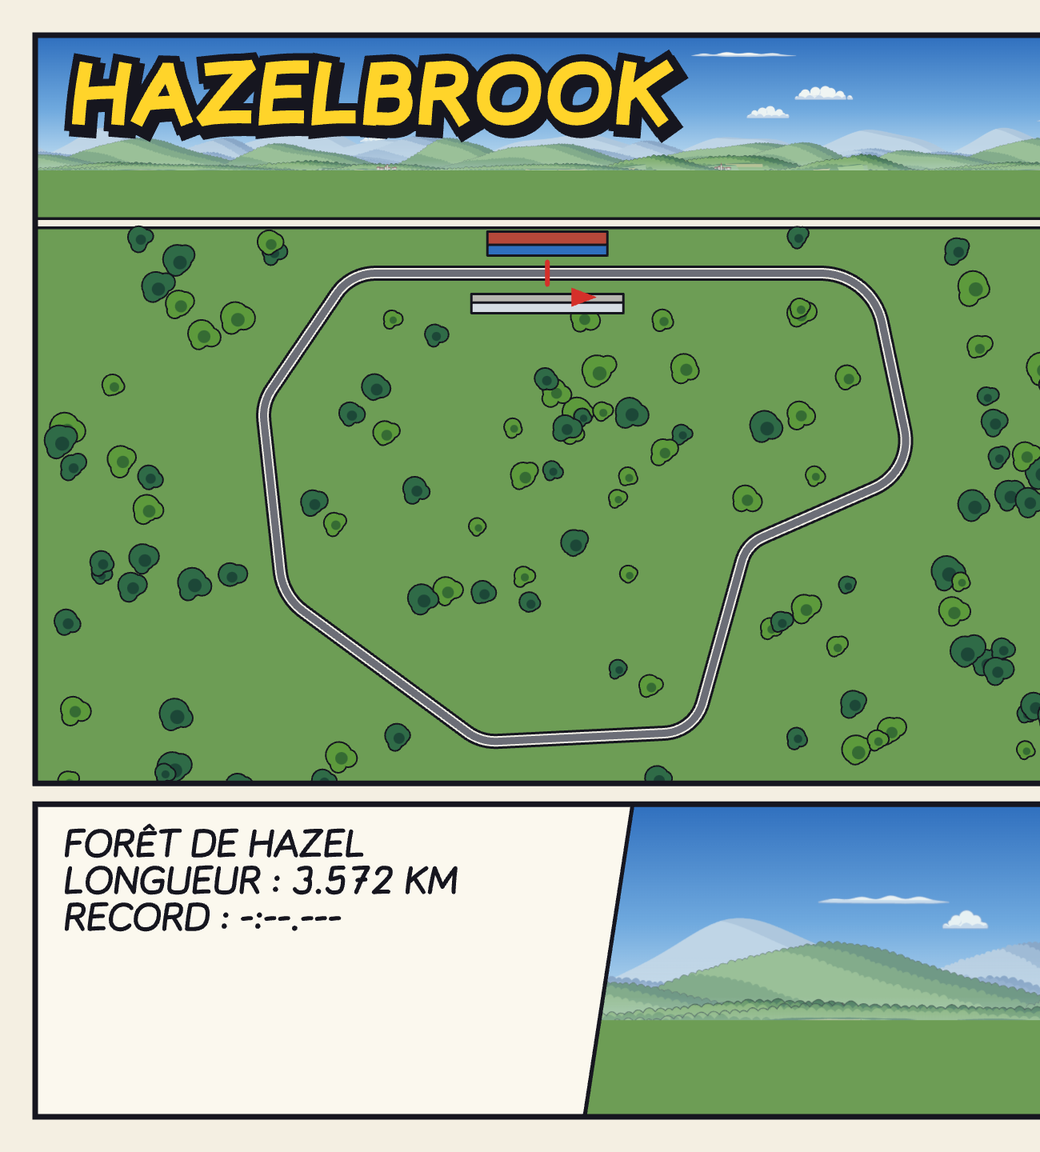 HAZELBROOK
FORÊT DE HAZEL
LONGUEUR : 3.572 KM
RECORD : -:--.---